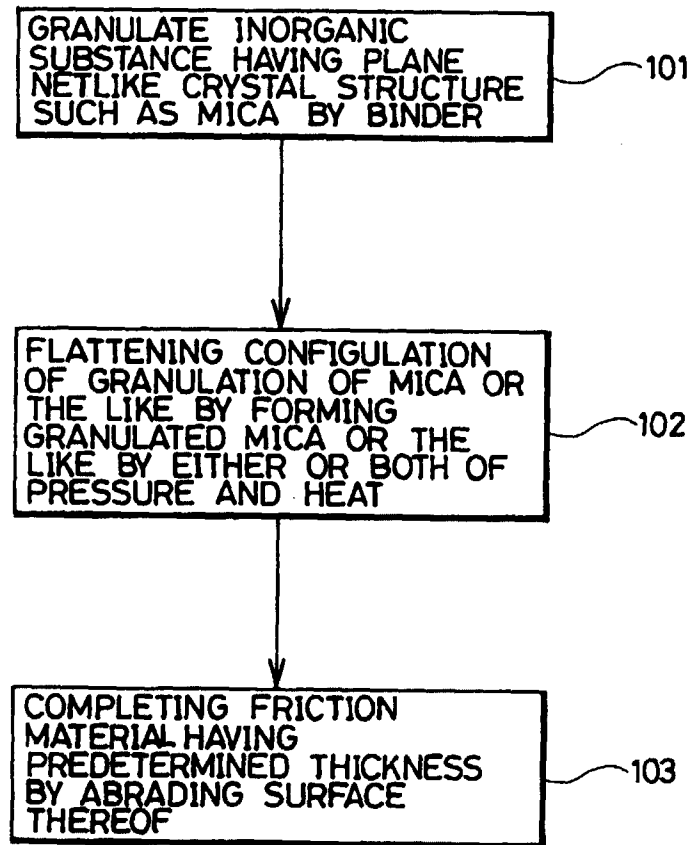 GRANULATE INORGANIC
SUBSTANCE HAVING PLANE
NETLIKE CRYSTAL STRUCTURE
SUCH AS MICA BY BINDER
101
FLATTENING CONFIGULATION
OF GRANULATION OF MICA OR
THE LIKE BY FORMING
GRANULATED MICA OR THE
LIKE BY EITHER OR BOTH OF
PRESSURE AND HEAT
102
COMPLETING FRICTION
MATERIAL HAVING
PREDETERMINED THICKNESS
BY ABRADING SURFACE
THEREOF
103